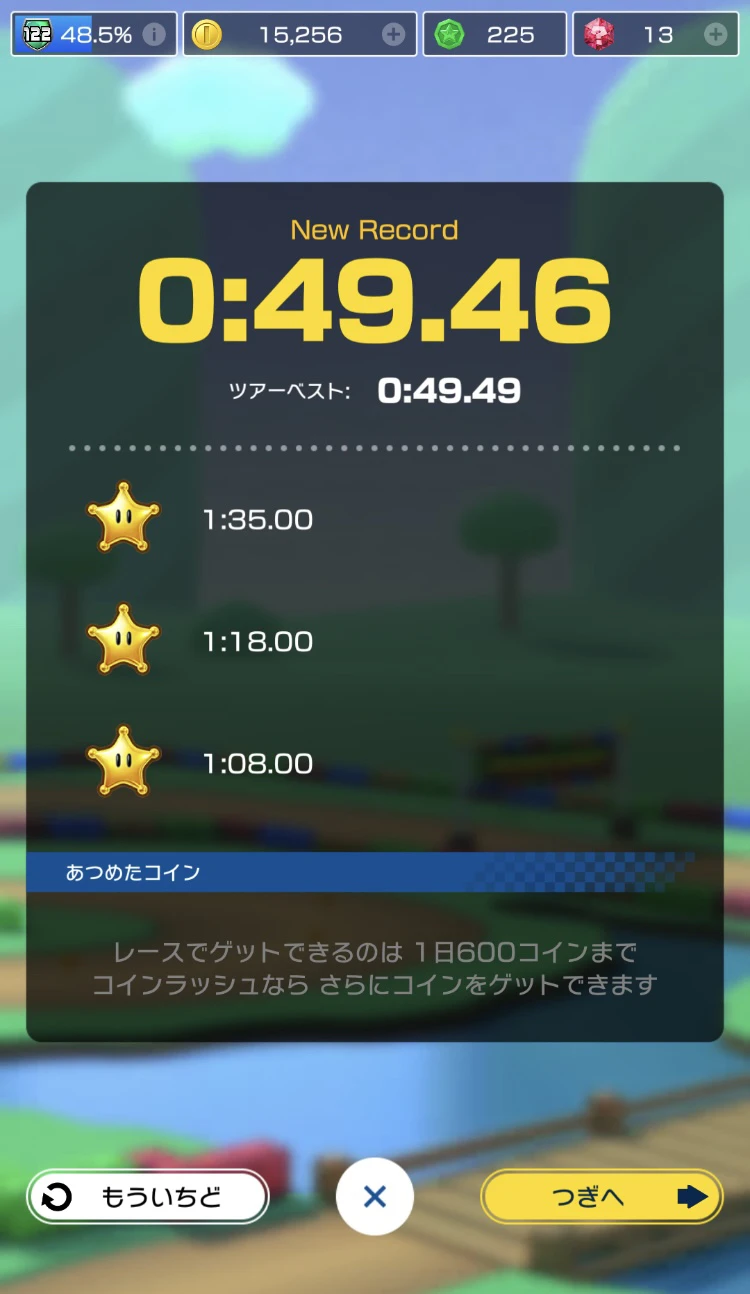 122 48.5% i 15,256 + 225 13 +
New Record
0:49.46
ツアーベスト: 0:49.49
1:35.00
1:18.00
1:08.00
あつめたコイン
レースでゲットできるのは 1日600コインまで
コインラッシュなら さらにコインをゲットできます
もういちど × つぎへ